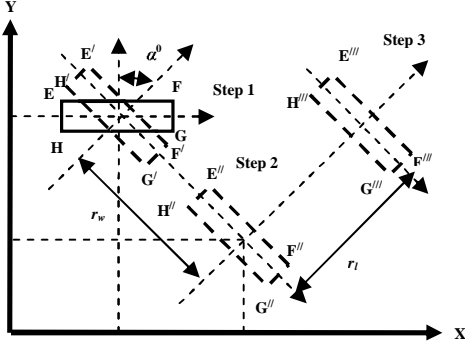 Y
Step 3
E///
α0
E/
H/
F
Step 1
E
H///
G
H
F/
F///
Step 2
G/
E//
G///
H//
rw
F//
rl
G//
X